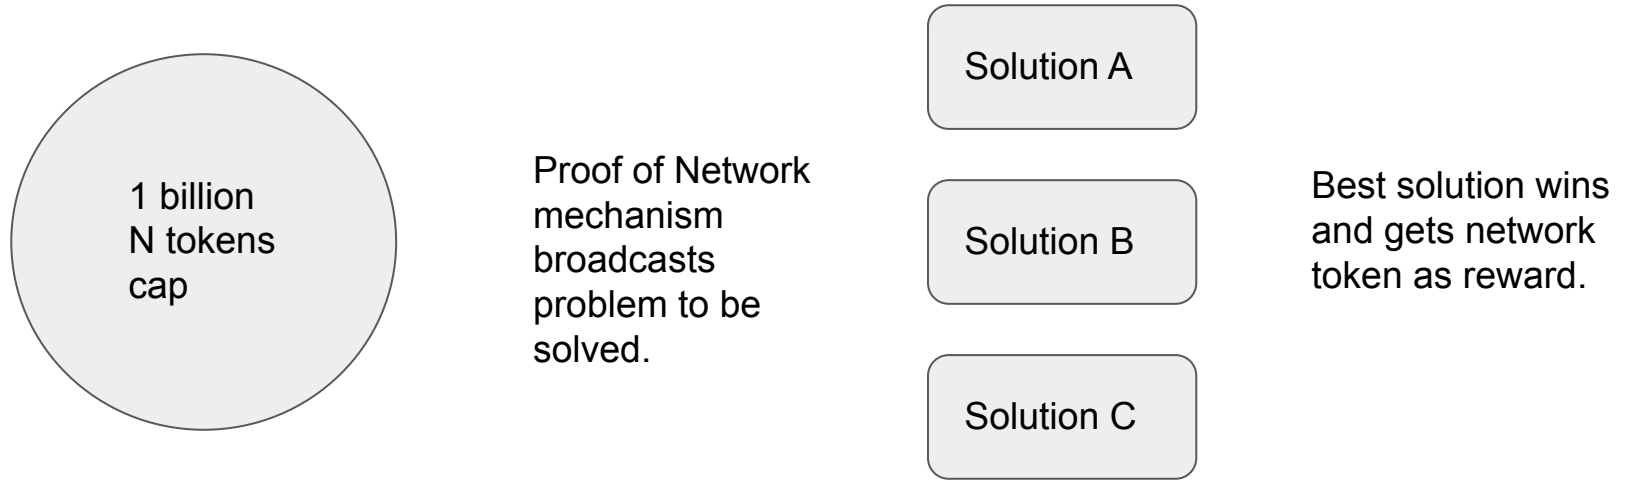 1 billion
N tokens
cap
Proof of Network
mechanism
broadcasts
problem to be
solved.
Solution A
Solution B
Solution C
Best solution wins
and gets network
token as reward.